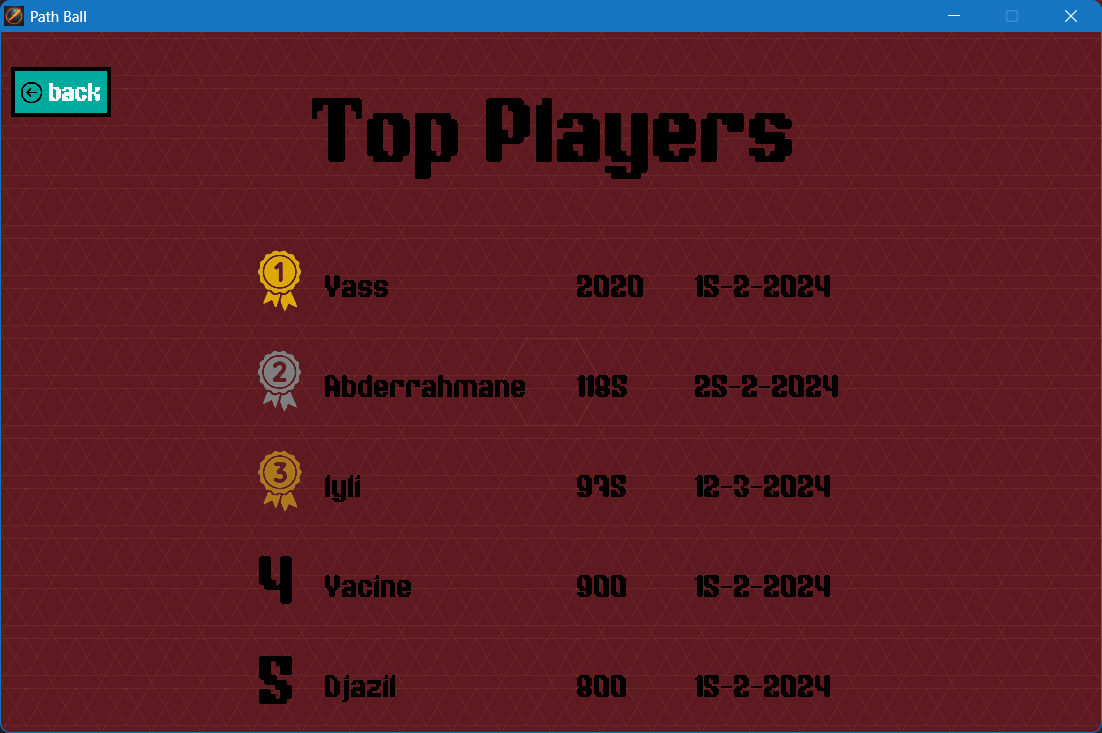 Path Ball
back
Top Players
1 Yass 2020 15-2-2024
2 Abderrahmane 1185 25-2-2024
3 lyli 975 12-3-2024
4 Yacine 900 15-2-2024
5 Djazil 800 15-2-2024